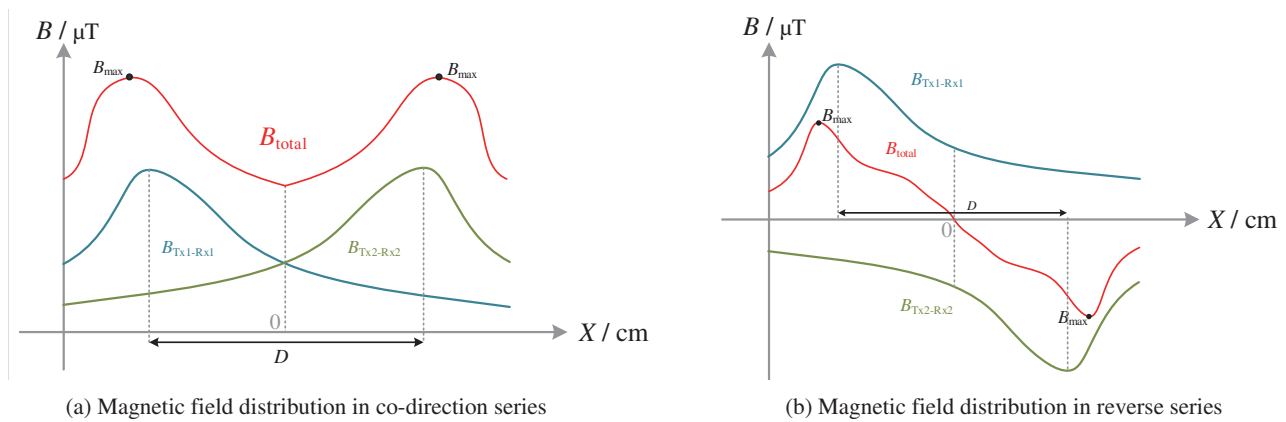 B / μT
B_max
B_max
B_total
B_Tx1-Rx1
B_Tx2-Rx2
0
X / cm
D
(a) Magnetic field distribution in co-direction series
B / μT
B_Tx1-Rx1
B_max
B_total
D
0
X / cm
B_Tx2-Rx2
B_max
(b) Magnetic field distribution in reverse series